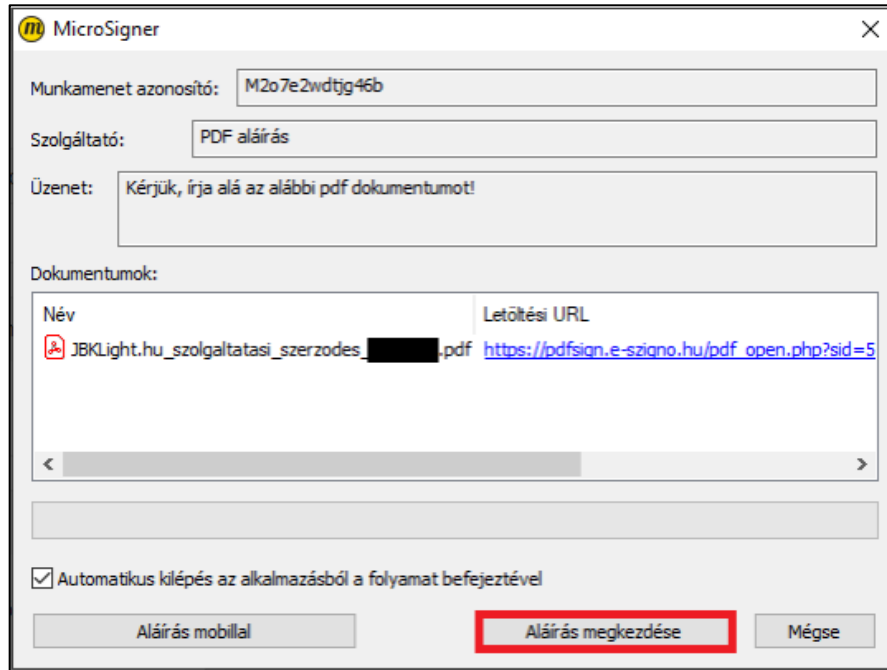 MicroSigner
Munkamenet azonosító: M2o7e2wdtjg46b
Szolgáltató: PDF aláírás
Üzenet: Kérjük, írja alá az alábbi pdf dokumentumot!
Dokumentumok:
Név Letöltési URL
JBKLight.hu_szolgaltatasi_szerzodes_ .pdf https://pdfsign.e-szigno.hu/pdf_open.php?sid=5
Automatikus kilépés az alkalmazásból a folyamat befejeztével
Aláírás mobillal Aláírás megkezdése Mégse